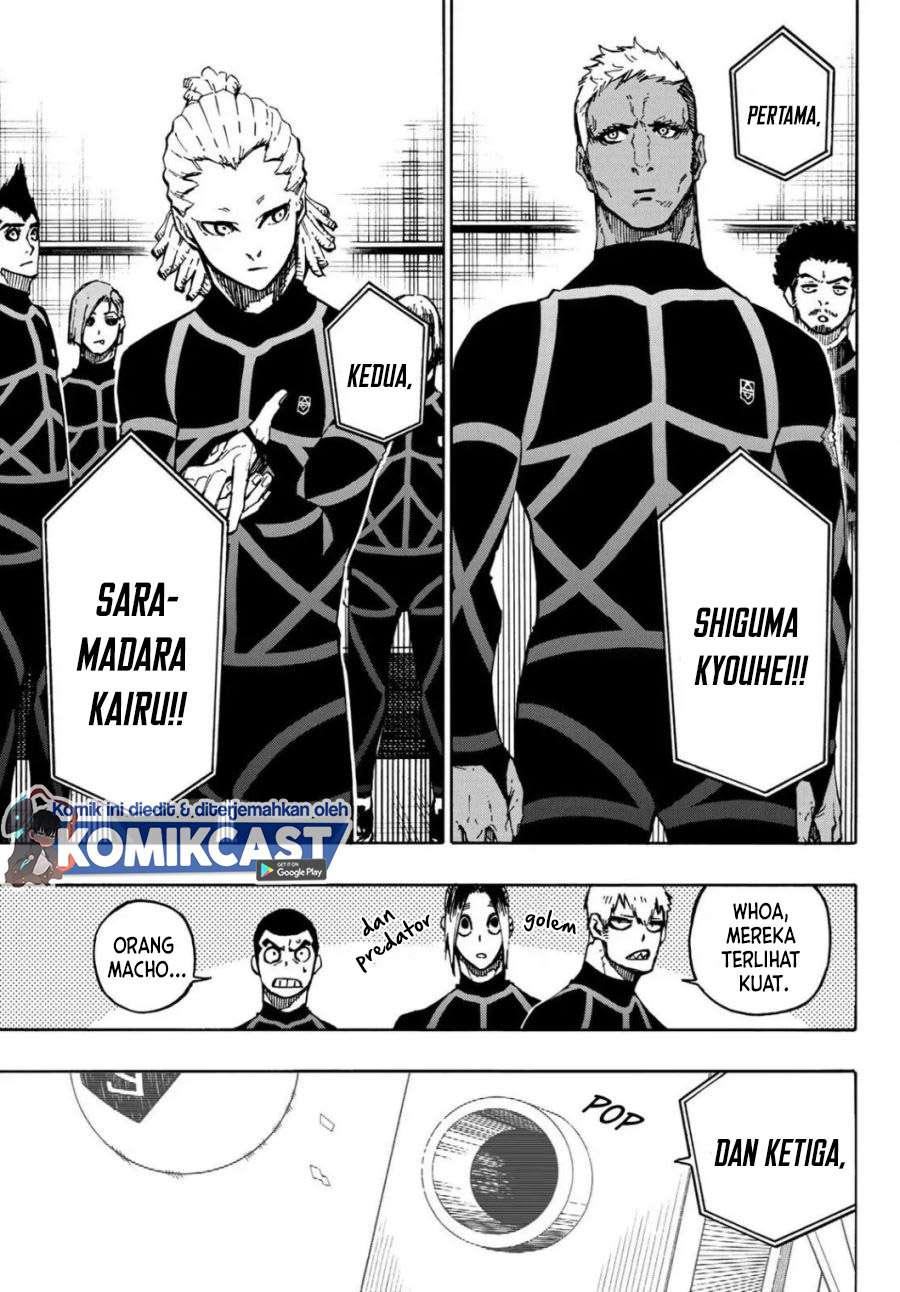 PERTAMA,
SHIGUMA
KYOUHEI!!!
KEDUA,
SARA-
MADARA
KAIRU!!
Komik ini diedit & diterjemahkan oleh
KOMIKCAST
GET IT ON
Google Play
WHOA,
MEREKA
TERLIHAT
KUAT.
golem
dan
predator
ORANG
MACHO...
DAN KETIGA,
POP